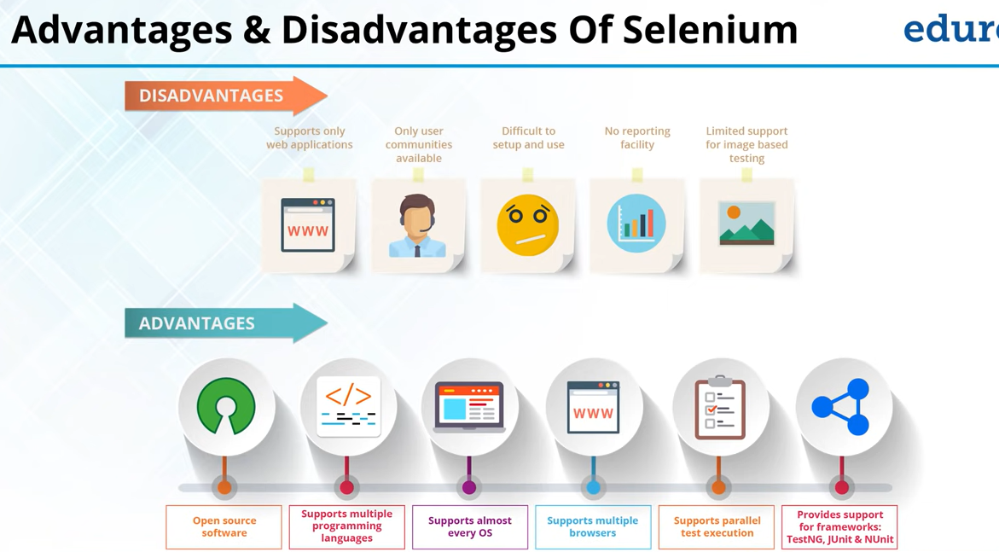 Advantages & Disadvantages Of Selenium
DISADVANTAGES
Supports only
web applications
Only user
communities
available
Difficult to
setup and use
No reporting
facility
Limited support
for image based
testing
WWW
ADVANTAGES
</>
WWW
Open source
software
Supports multiple
programming
languages
Supports almost
every OS
Supports multiple
browsers
Supports parallel
test execution
Provides support
for frameworks:
TestNG, JUnit & NUnit